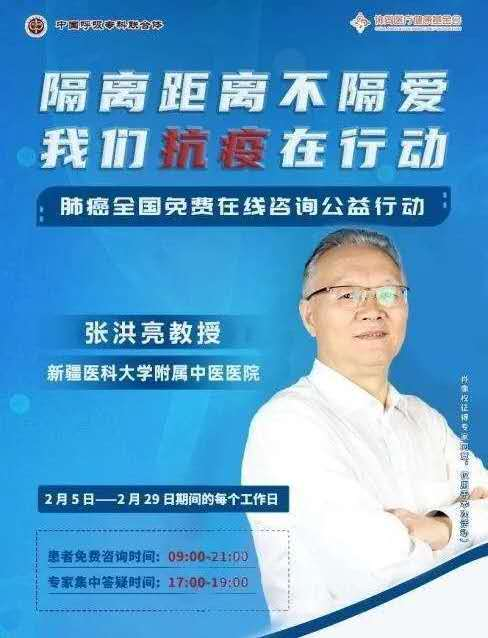 中国呼吸专科联合体
隔离距离不隔爱
我们抗疫在行动
肺癌全国免费在线咨询公益行动
张洪亮教授
新疆医科大学附属中医医院
2月5日——2月29日期间的每个工作日
患者免费咨询时间：09:00-21:00
专家集中答疑时间：17:00-19:00